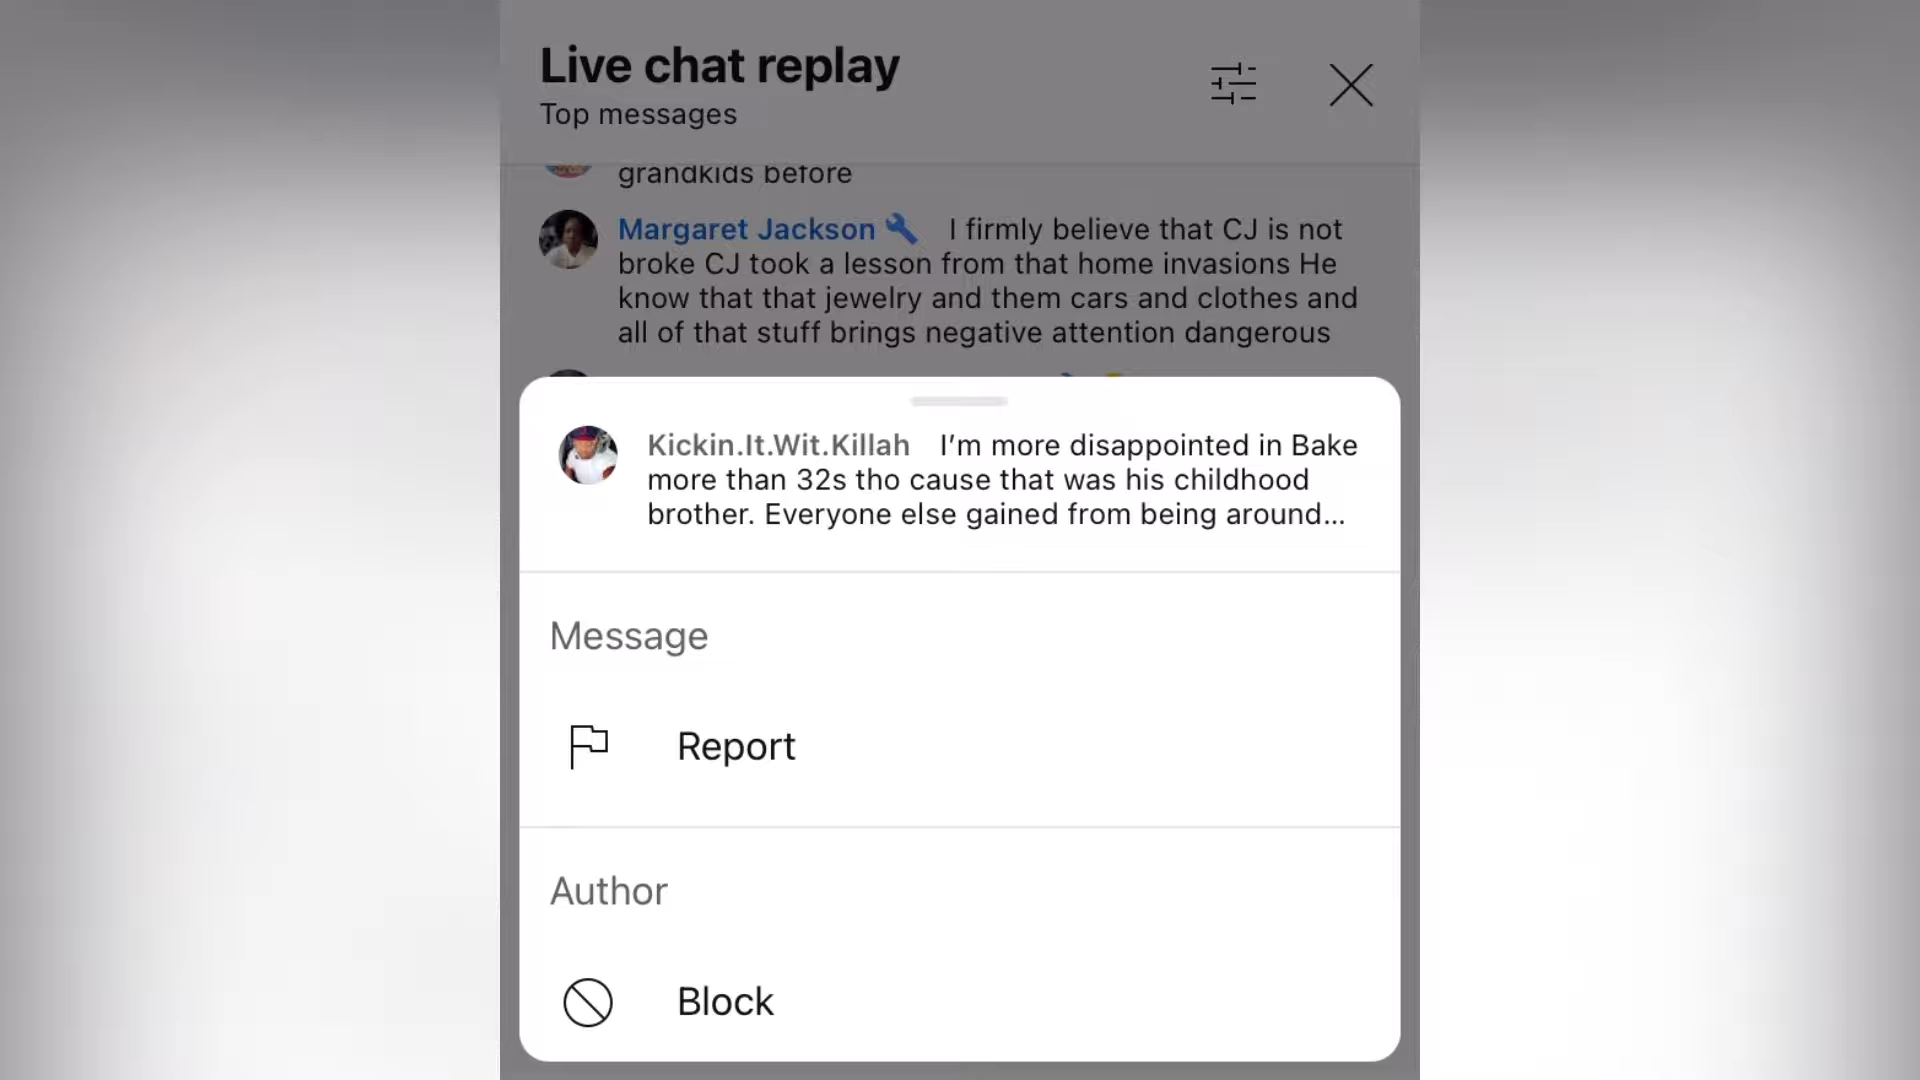 Live chat replay
Top messages
grandkids before
Margaret Jackson I firmly believe that CJ is not
broke CJ took a lesson from that home invasions He
know that that jewelry and them cars and clothes and
all of that stuff brings negative attention dangerous
Kickin.It.Wit.Killah I’m more disappointed in Bake
more than 32s tho cause that was his childhood
brother. Everyone else gained from being around...
Message
Report
Author
Block